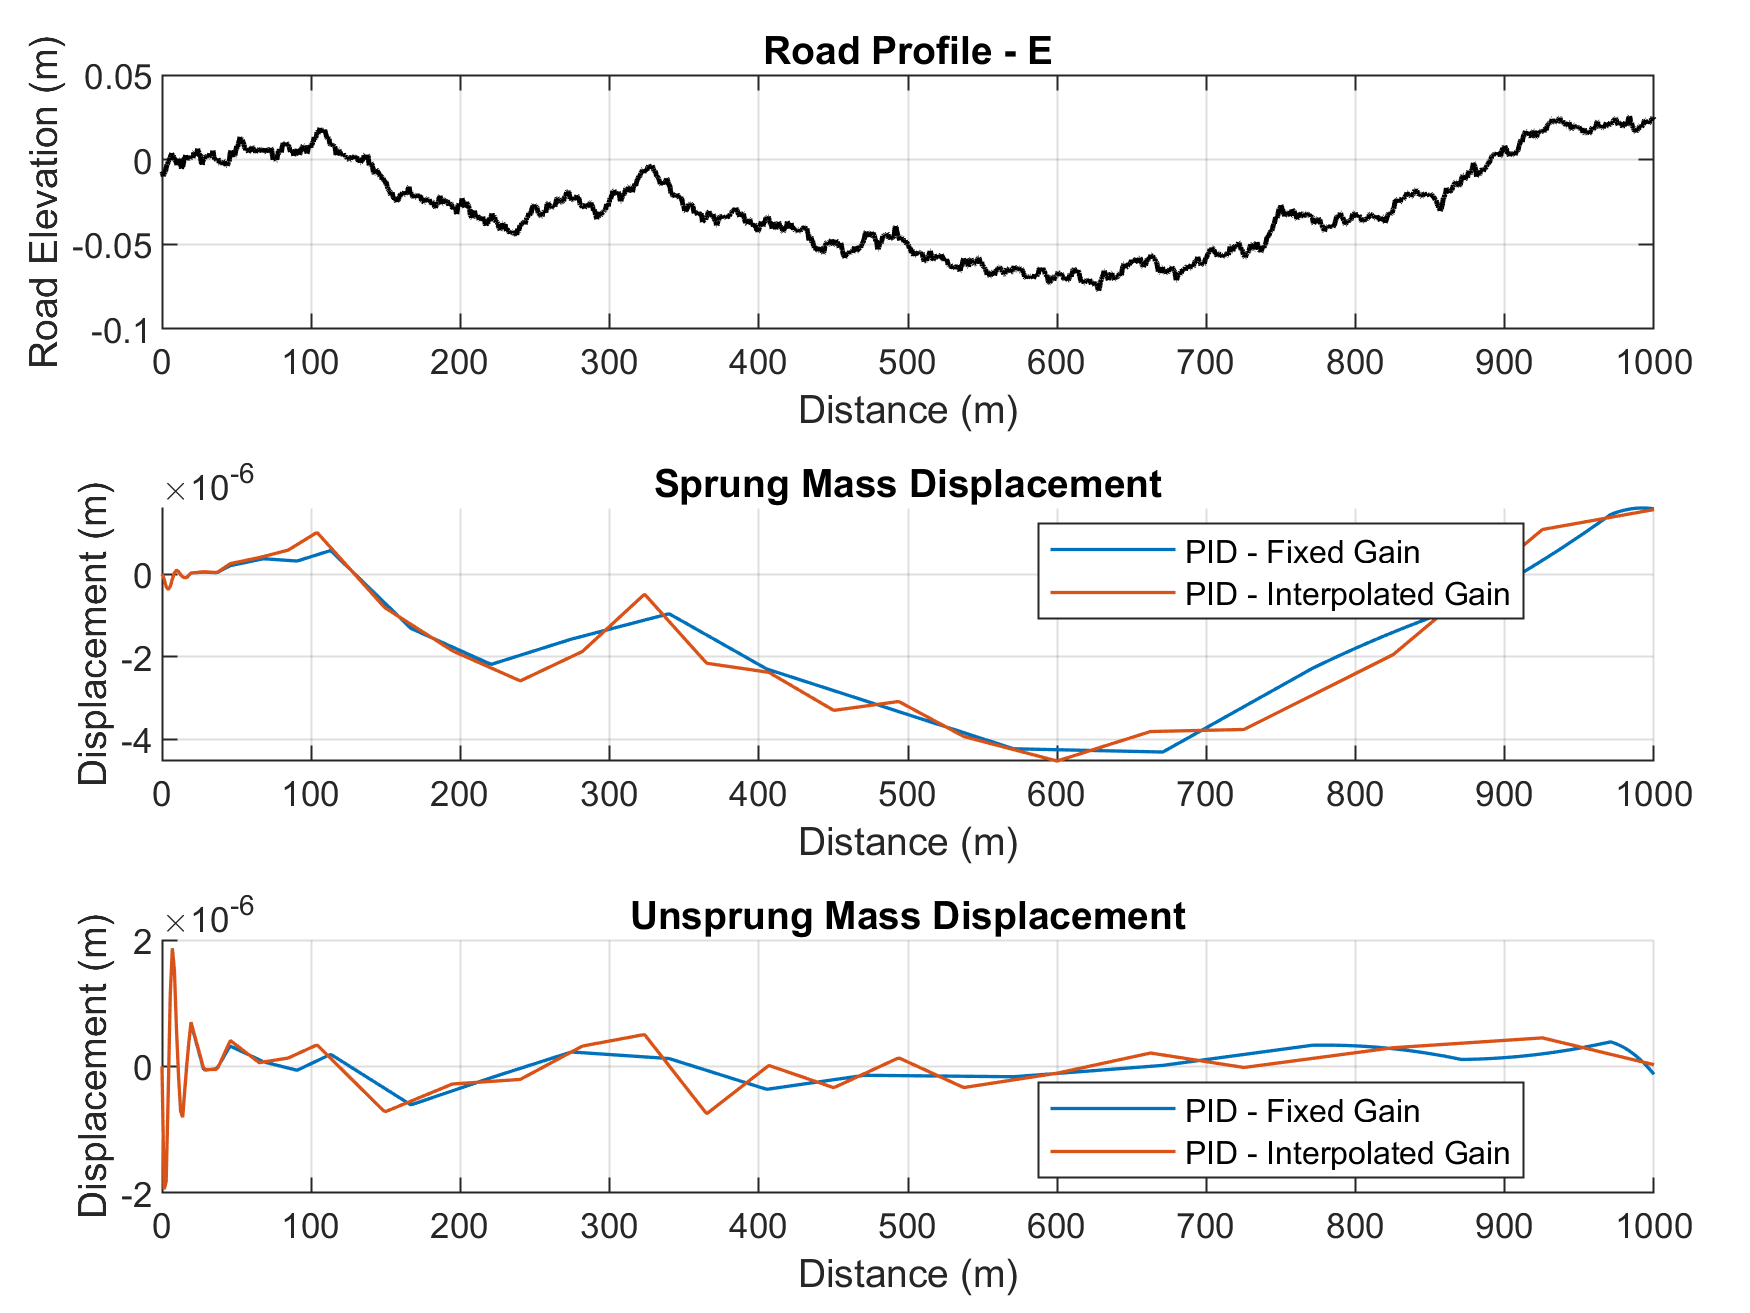 Road Profile - E
Road Elevation (m)
0.05
0
-0.05
-0.1
0 100 200 300 400 500 600 700 800 900 1000
Distance (m)
Sprung Mass Displacement
×10-6
Displacement (m)
0
-2
-4
PID - Fixed Gain
PID - Interpolated Gain
0 100 200 300 400 500 600 700 800 900 1000
Distance (m)
Unsprung Mass Displacement
×10-6
Displacement (m)
2
0
-2
PID - Fixed Gain
PID - Interpolated Gain
0 100 200 300 400 500 600 700 800 900 1000
Distance (m)